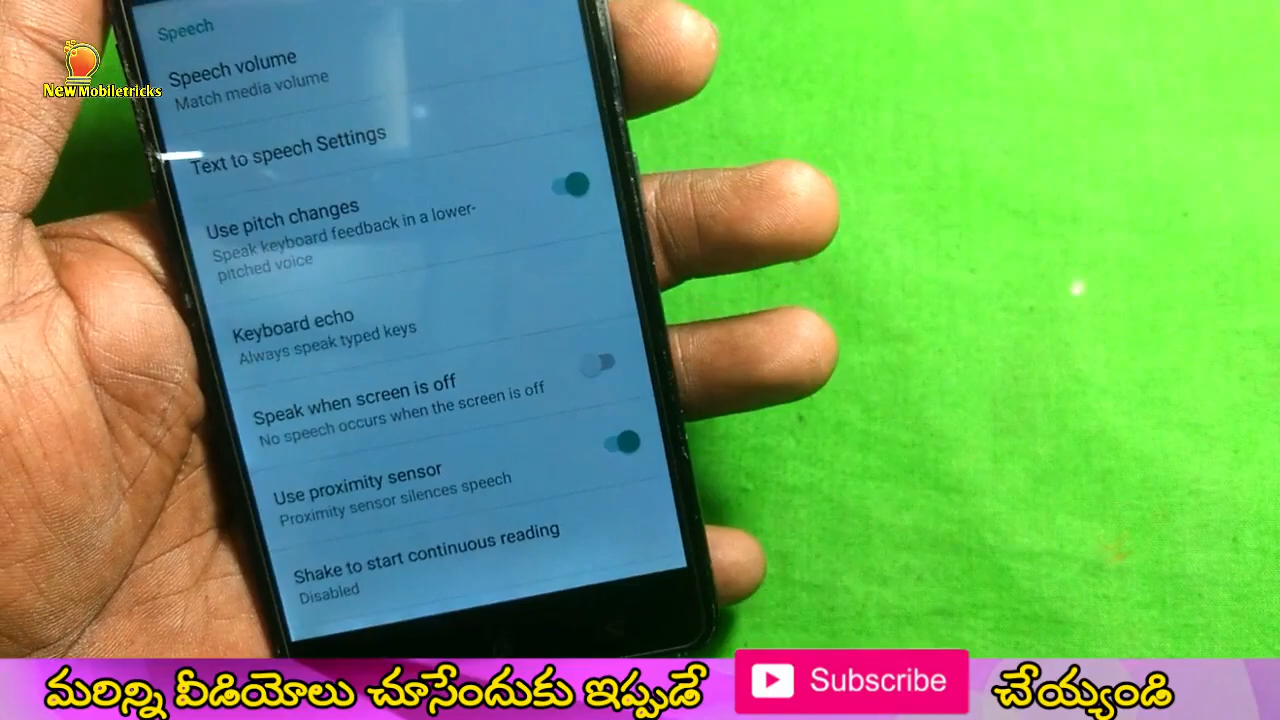 New Mobiletricks
Speech
Speech volume
Match media volume
Text to speech Settings
Use pitch changes
Speak keyboard feedback in a lower-
pitched voice
Keyboard echo
Always speak typed keys
Speak when screen is off
No speech occurs when the screen is off
Use proximity sensor
Proximity sensor silences speech
Shake to start continuous reading
Disabled
మరిన్ని వీడియోలు చూసేందుకు ఇప్పుడే Subscribe చేయ్యండి